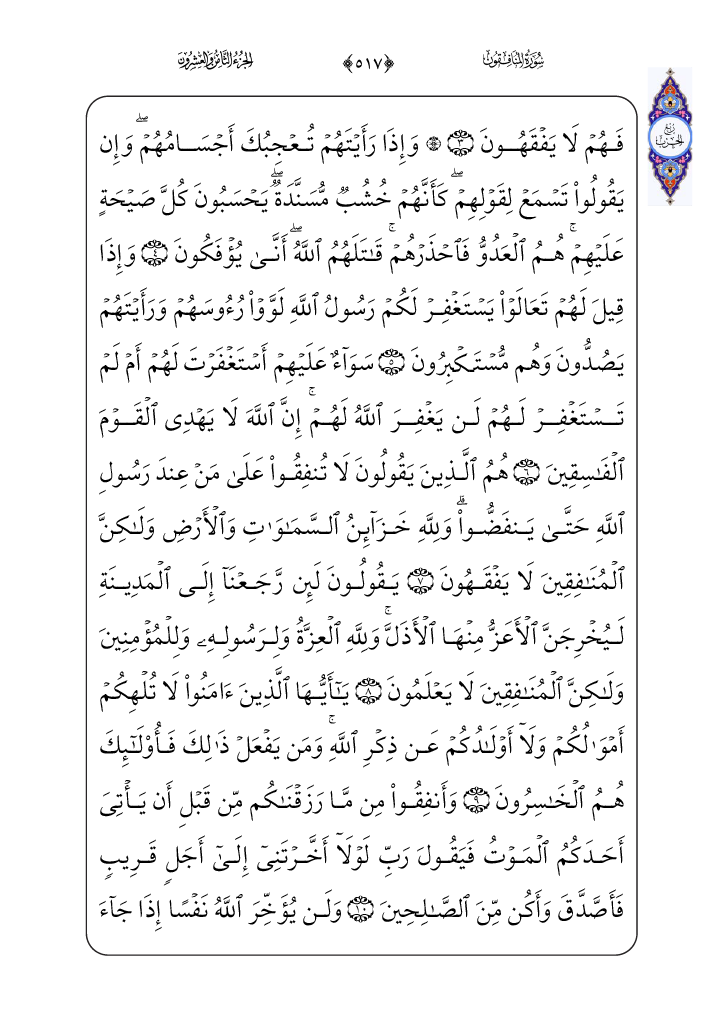 سُورَةُ المُنَافِقُون ﴿٥١٧﴾ الجُزْءُ الثَّامِنُ وَالعِشْرُونَ
رُبْع الحِزْب
فَهُمۡ لَا يَفۡقَهُونَ ٣ ۞ وَإِذَا رَأَيۡتَهُمۡ تُعۡجِبُكَ أَجۡسَامُهُمۡۖ وَإِن
يَقُولُواْ تَسۡمَعۡ لِقَوۡلِهِمۡۖ كَأَنَّهُمۡ خُشُبٞ مُّسَنَّدَةٞۖ يَحۡسَبُونَ كُلَّ صَيۡحَةٍ
عَلَيۡهِمۡۚ هُمُ ٱلۡعَدُوُّ فَٱحۡذَرۡهُمۡۚ قَٰتَلَهُمُ ٱللَّهُۖ أَنَّىٰ يُؤۡفَكُونَ ٤ وَإِذَا
قِيلَ لَهُمۡ تَعَالَوۡاْ يَسۡتَغۡفِرۡ لَكُمۡ رَسُولُ ٱللَّهِ لَوَّوۡاْ رُءُوسَهُمۡ وَرَأَيۡتَهُمۡ
يَصُدُّونَ وَهُم مُّسۡتَكۡبِرُونَ ٥ سَوَآءٌ عَلَيۡهِمۡ أَسۡتَغۡفَرۡتَ لَهُمۡ أَمۡ لَمۡ
تَسۡتَغۡفِرۡ لَهُمۡ لَن يَغۡفِرَ ٱللَّهُ لَهُمۡۚ إِنَّ ٱللَّهَ لَا يَهۡدِي ٱلۡقَوۡمَ
ٱلۡفَٰسِقِينَ ٦ هُمُ ٱلَّذِينَ يَقُولُونَ لَا تُنفِقُواْ عَلَىٰ مَنۡ عِندَ رَسُولِ
ٱللَّهِ حَتَّىٰ يَنفَضُّواْۗ وَلِلَّهِ خَزَآئِنُ ٱلسَّمَٰوَٰتِ وَٱلۡأَرۡضِ وَلَٰكِنَّ
ٱلۡمُنَٰفِقِينَ لَا يَفۡقَهُونَ ٧ يَقُولُونَ لَئِن رَّجَعۡنَآ إِلَى ٱلۡمَدِينَةِ
لَيُخۡرِجَنَّ ٱلۡأَعَزُّ مِنۡهَا ٱلۡأَذَلَّۚ وَلِلَّهِ ٱلۡعِزَّةُ وَلِرَسُولِهِۦ وَلِلۡمُؤۡمِنِينَ
وَلَٰكِنَّ ٱلۡمُنَٰفِقِينَ لَا يَعۡلَمُونَ ٨ يَٰٓأَيُّهَا ٱلَّذِينَ ءَامَنُواْ لَا تُلۡهِكُمۡ
أَمۡوَٰلُكُمۡ وَلَآ أَوۡلَٰدُكُمۡ عَن ذِكۡرِ ٱللَّهِۚ وَمَن يَفۡعَلۡ ذَٰلِكَ فَأُوْلَٰٓئِكَ
هُمُ ٱلۡخَٰسِرُونَ ٩ وَأَنفِقُواْ مِن مَّا رَزَقۡنَٰكُم مِّن قَبۡلِ أَن يَأۡتِيَ
أَحَدَكُمُ ٱلۡمَوۡتُ فَيَقُولَ رَبِّ لَوۡلَآ أَخَّرۡتَنِيٓ إِلَىٰٓ أَجَلٖ قَرِيبٖ
فَأَصَّدَّقَ وَأَكُن مِّنَ ٱلصَّٰلِحِينَ ١٠ وَلَن يُؤَخِّرَ ٱللَّهُ نَفۡسًا إِذَا جَآءَ